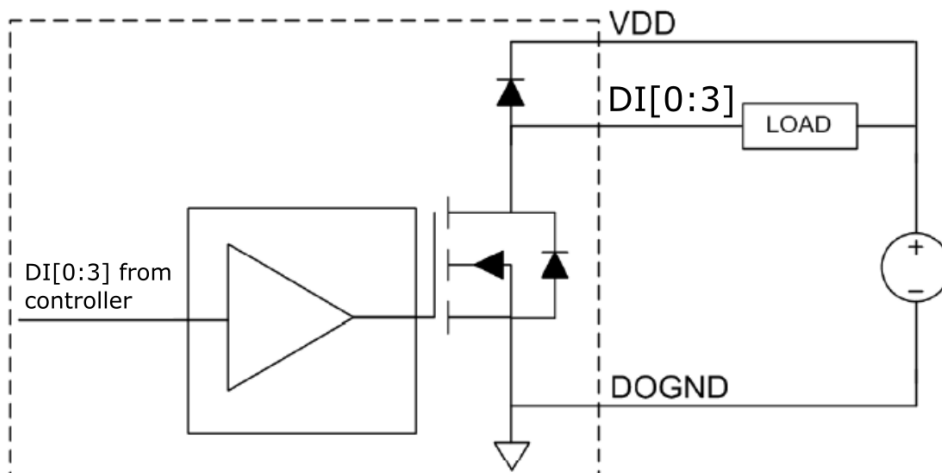 VDD
DI[0:3]
LOAD
DI[0:3] from
controller
+
−
DOGND